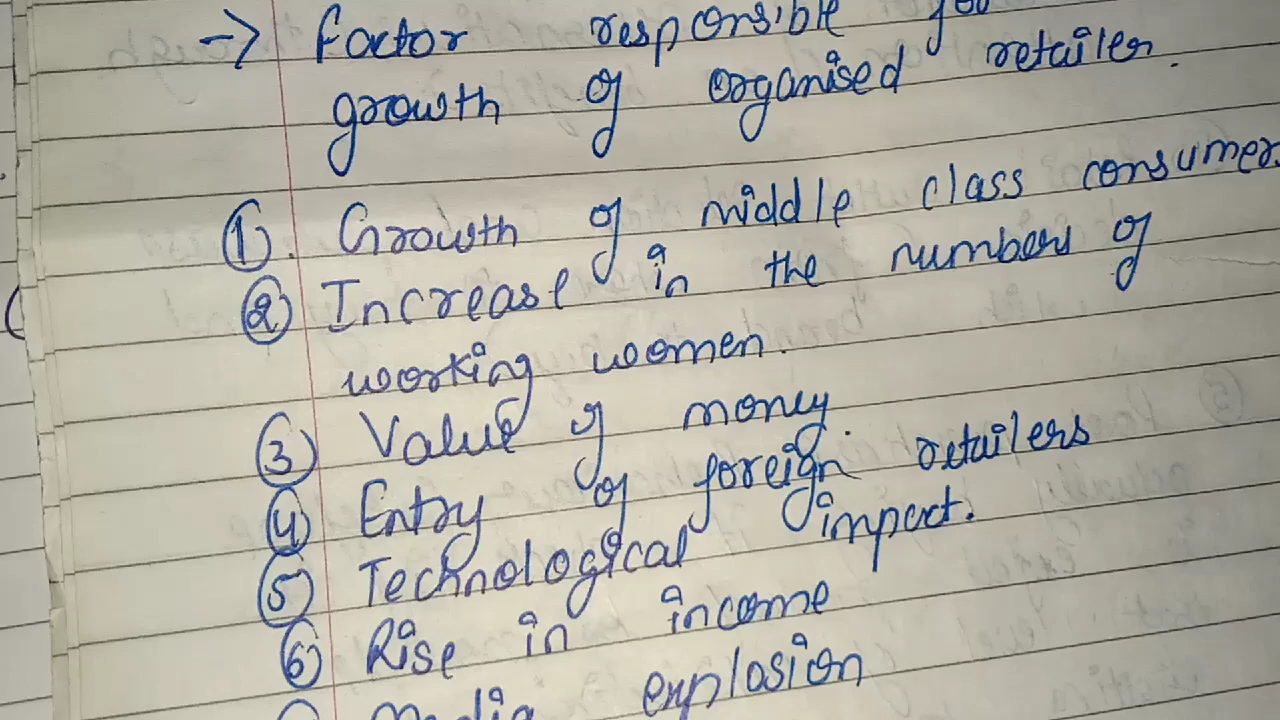 → Factor responsible for
growth of organised retailer.
① Growth of middle class consumer.
② Increase in the numbers of
working women.
③ Value of money.
④ Entry of foreign retailers
⑤ Technological impact.
⑥ Rise in income
Media explosion